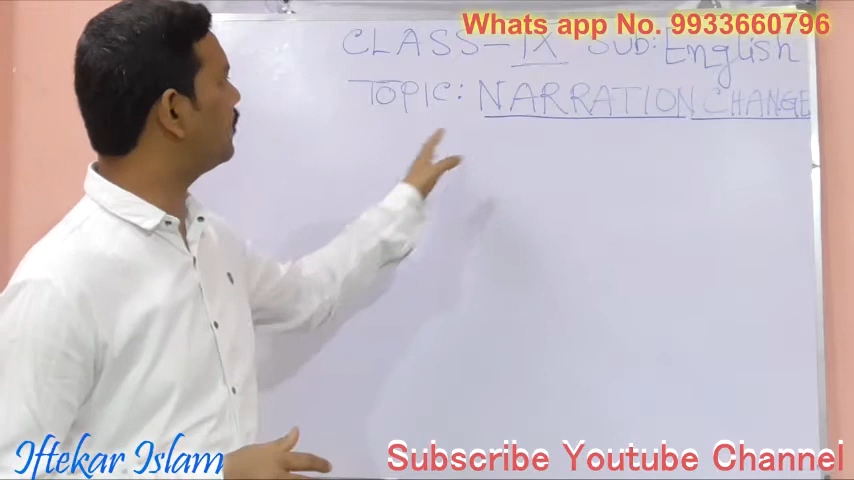 Whats app No. 9933660796
CLASS-IX SUB: English
TOPIC: NARRATION CHANGE
Iftekar Islam
Subscribe Youtube Channel